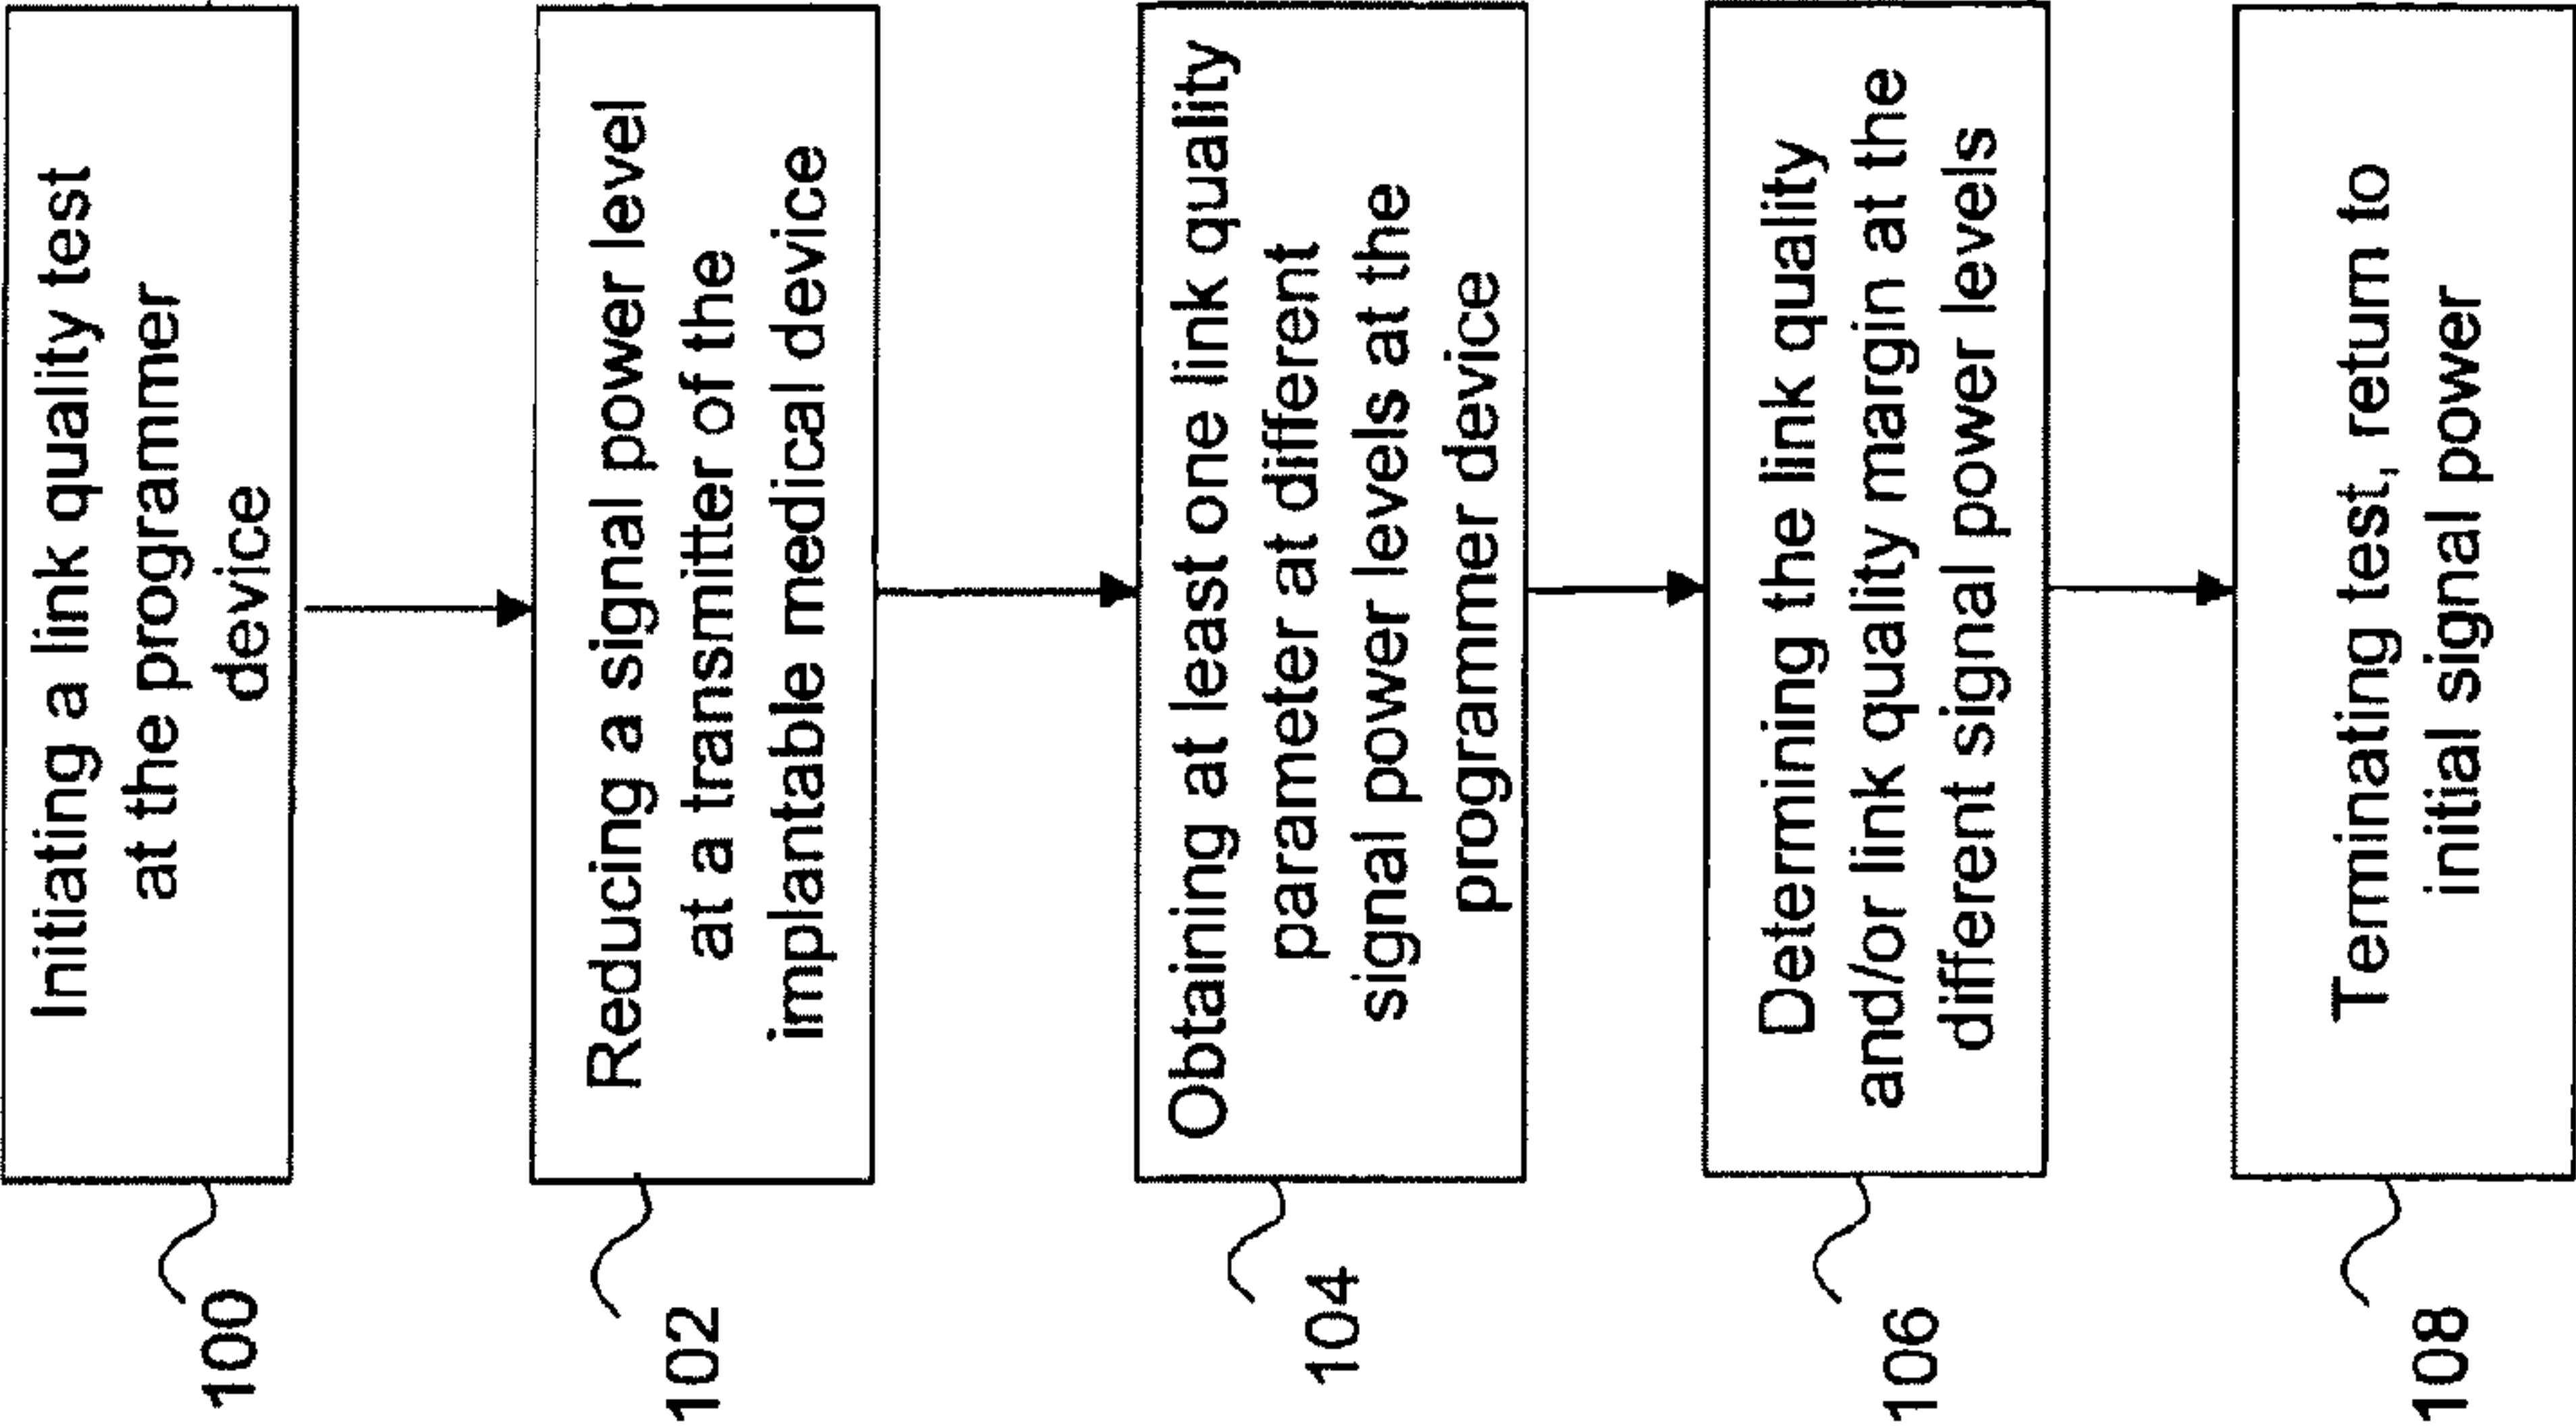 100
Initiating a link quality test
at the programmer
device
102
Reducing a signal power level
at a transmitter of the
implantable medical device
104
Obtaining at least one link quality
parameter at different
signal power levels at the
programmer device
106
Determining the link quality
and/or link quality margin at the
different signal power levels
108
Terminating test, return to
initial signal power